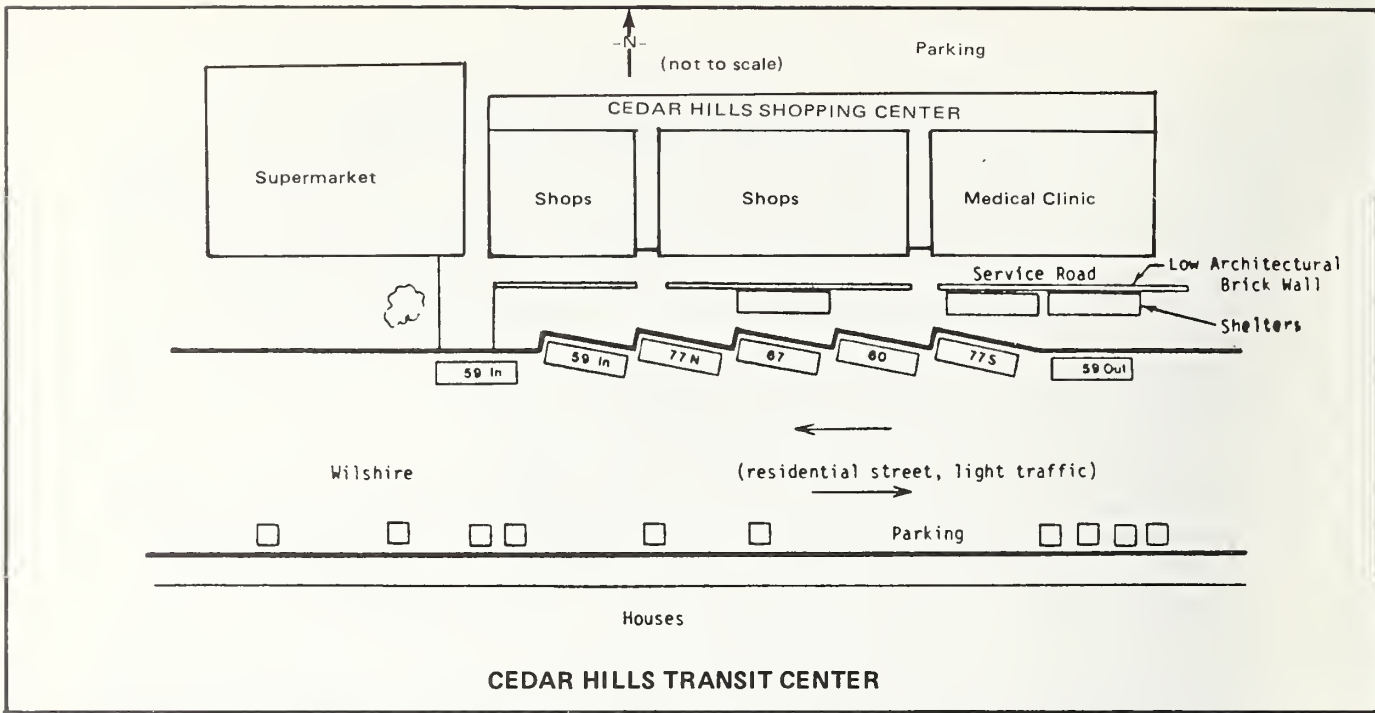 -N-
(not to scale)
Parking
CEDAR HILLS SHOPPING CENTER
Supermarket
Shops
Shops
Medical Clinic
Service Road
Low Architectural
Brick Wall
Shelters
59 In
59 In
77 N
67
60
77 S
59 Out
Wilshire
(residential street, light traffic)
Parking
Houses
CEDAR HILLS TRANSIT CENTER